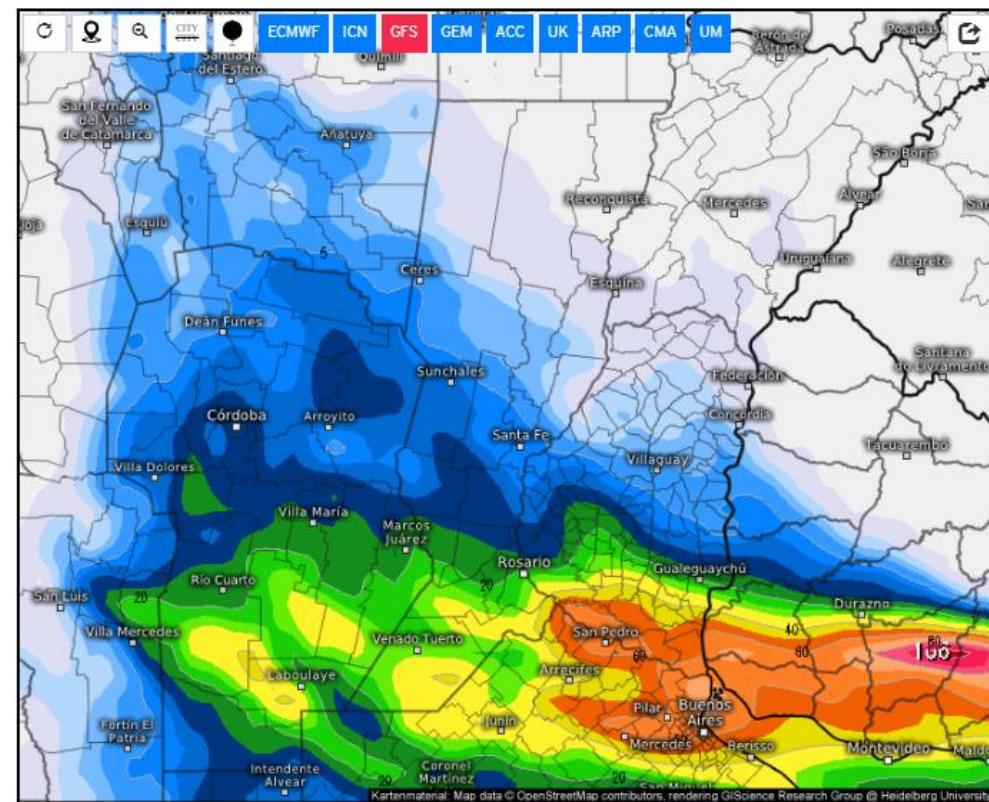 CITY
ECMWF
ICN
GFS
GEM
ACC
UK
ARP
CMA
UM
Berón de
Astrada
Posadas
Santiago
del Estero
Quimili
San Fernando
del Valle
de Catamarca
Añatuya
São Borja
Reconquista
Mercedes
Alvear
Esquiú
5
Ceres
Uruguaiana
Alegrete
Esquina
Deán Funes
Santana
do Livramento
Sunchales
Federación
Córdoba
Arroyito
Concordia
Santa Fe
Tacuarembó
Villa Dolores
Villaguay
Villa María
Marcos
Juárez
Rosario
Gualeguaychú
Río Cuarto
20
San Luis
20
Durazno
Villa Mercedes
Venado Tuerto
San Pedro
40
60
60
80
106
Laboulaye
Arrecifes
Pilar
Buenos
Aires
Junín
Fortín El
Patria
Mercedes
Berisso
Montevideo
Intendente
Alvear
Coronel
Martínez
20
20
San Miguel
Kartenmaterial: Map data © OpenStreetMap contributors, rendering GIScience Research Group @ Heidelberg University